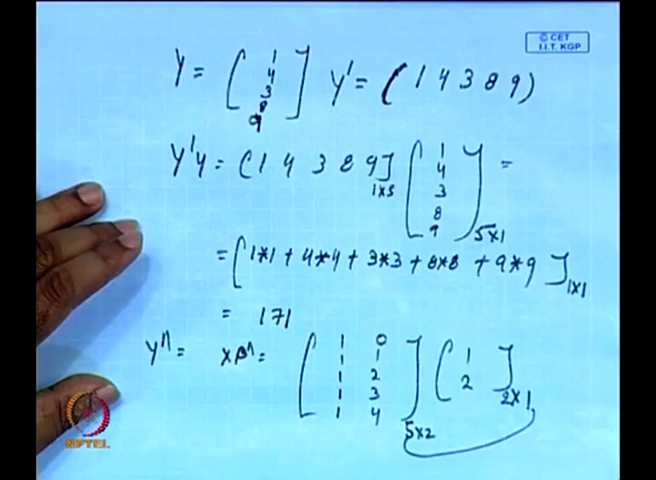 © CET
I.I.T. KGP
Y = [ 1 4 3 8 9 ] Y' = ( 1 4 3 8 9 )
Y'Y = ( 1 4 3 8 9 ] 1x5 [ 1 4 3 8 9 ] 5x1 =
= [ 1*1 + 4*4 + 3*3 + 8*8 + 9*9 ] 1x1
= 171
Y^ = Xβ^ = [ 1 0 1 1 1 2 1 3 1 4 ] 5x2 [ 1 2 ] 2x1
NPTEL